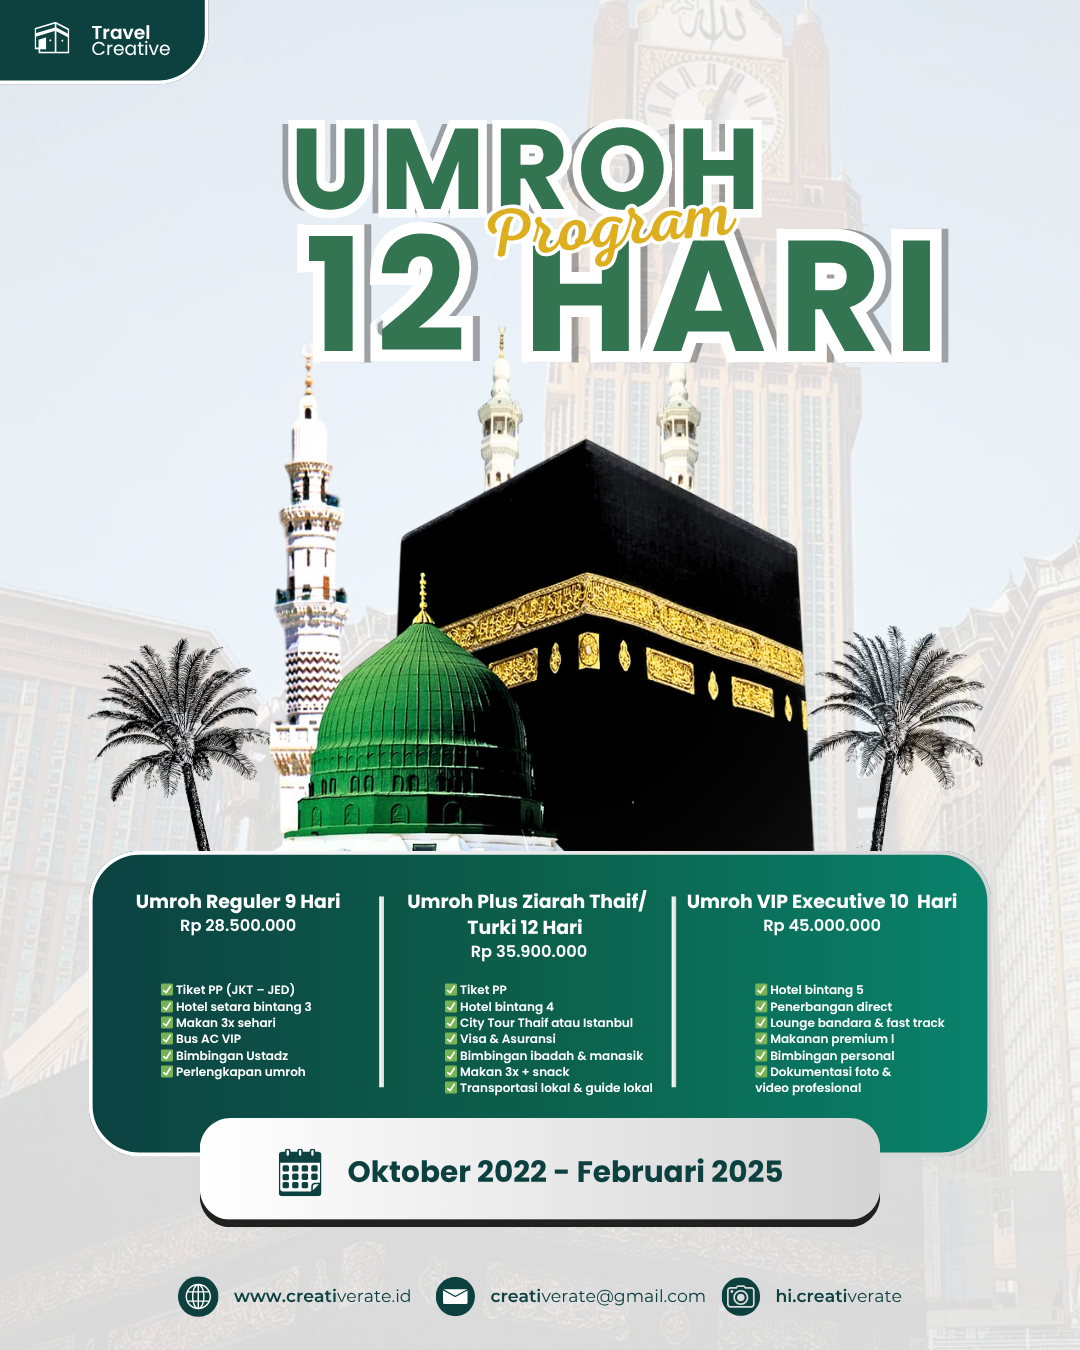 Travel
Creative
UMROH
Program
12 HARI
Umroh Reguler 9 Hari
Rp 28.500.000
✅ Tiket PP (JKT – JED)
✅ Hotel setara bintang 3
✅ Makan 3x sehari
✅ Bus AC VIP
✅ Bimbingan Ustadz
✅ Perlengkapan umroh
Umroh Plus Ziarah Thaif/
Turki 12 Hari
Rp 35.900.000
✅ Tiket PP
✅ Hotel bintang 4
✅ City Tour Thaif atau Istanbul
✅ Visa & Asuransi
✅ Bimbingan ibadah & manasik
✅ Makan 3x + snack
✅ Transportasi lokal & guide lokal
Umroh VIP Executive 10 Hari
Rp 45.000.000
✅ Hotel bintang 5
✅ Penerbangan direct
✅ Lounge bandara & fast track
✅ Makanan premium l
✅ Bimbingan personal
✅ Dokumentasi foto &
video profesional
Oktober 2022 - Februari 2025
www.creativerate.id
creativerate@gmail.com
hi.creativerate